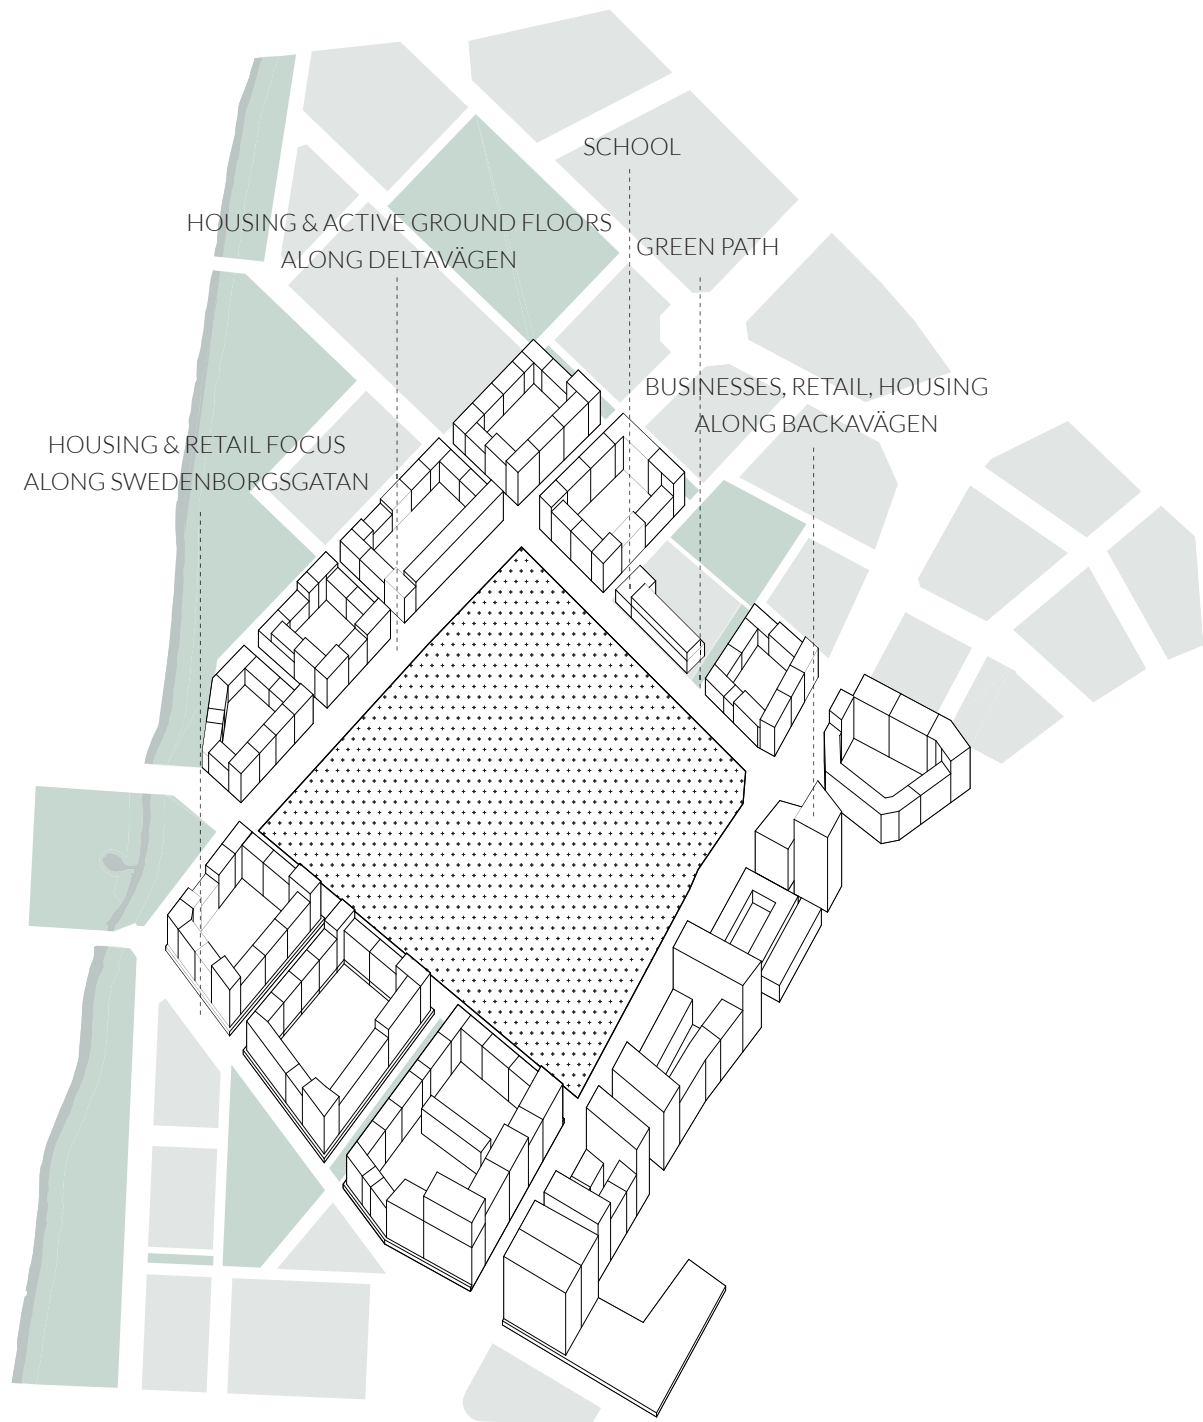 SCHOOL
HOUSING & ACTIVE GROUND FLOORS
ALONG DELTAVÄGEN
GREEN PATH
BUSINESSES, RETAIL, HOUSING
ALONG BACKAVÄGEN
HOUSING & RETAIL FOCUS
ALONG SWEDENBORGSGATAN